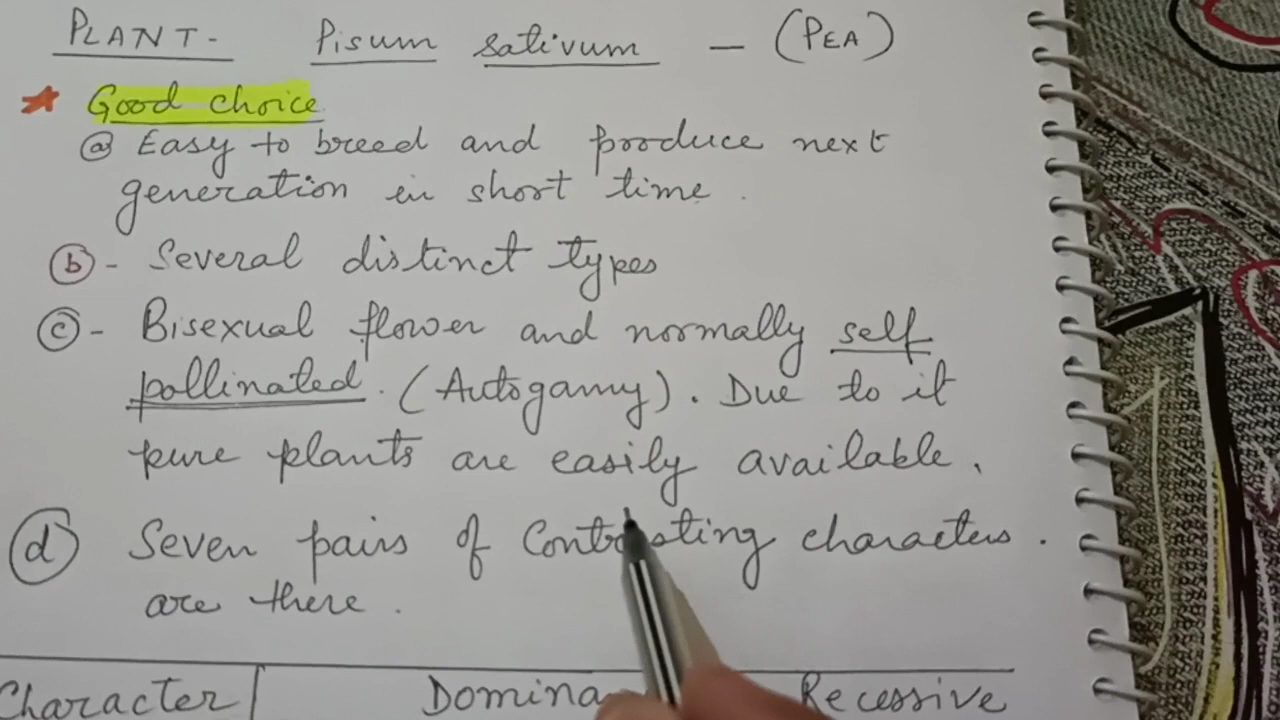 PLANT- Pisum sativum — (PEA)
Good choice
ⓐ Easy to breed and produce next
generation in short time.
ⓑ - Several distinct types
ⓒ - Bisexual flower and normally self
pollinated. (Autogamy). Due to it
pure plants are easily available.
ⓓ Seven pairs of Contrasting characters.
are there.
Character Domina Recessive